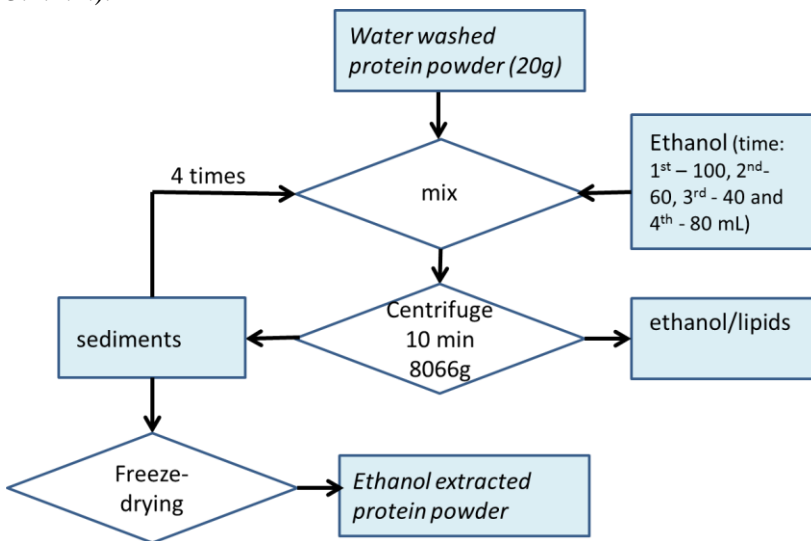 Water washed
protein powder (20g)
Ethanol (time:
1st – 100, 2nd-
60, 3rd - 40 and
4th - 80 mL)
4 times
mix
Centrifuge
10 min
8066g
sediments
ethanol/lipids
Freeze-
drying
Ethanol extracted
protein powder